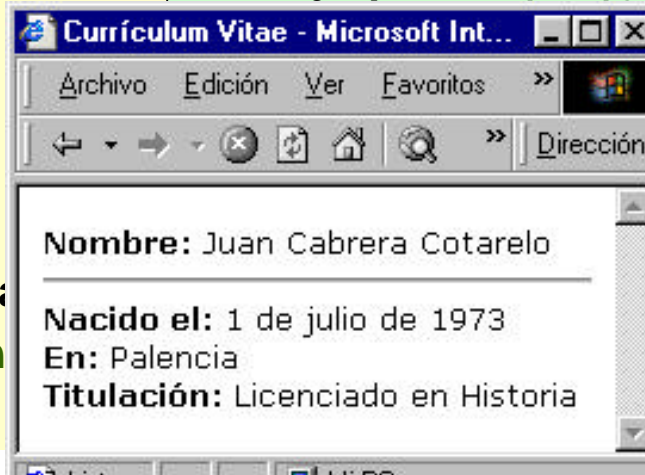 Currículum Vitae - Microsoft Int...
Archivo Edición Ver Favoritos »
» Dirección
Nombre: Juan Cabrera Cotarelo
Nacido el: 1 de julio de 1973
En: Palencia
Titulación: Licenciado en Historia